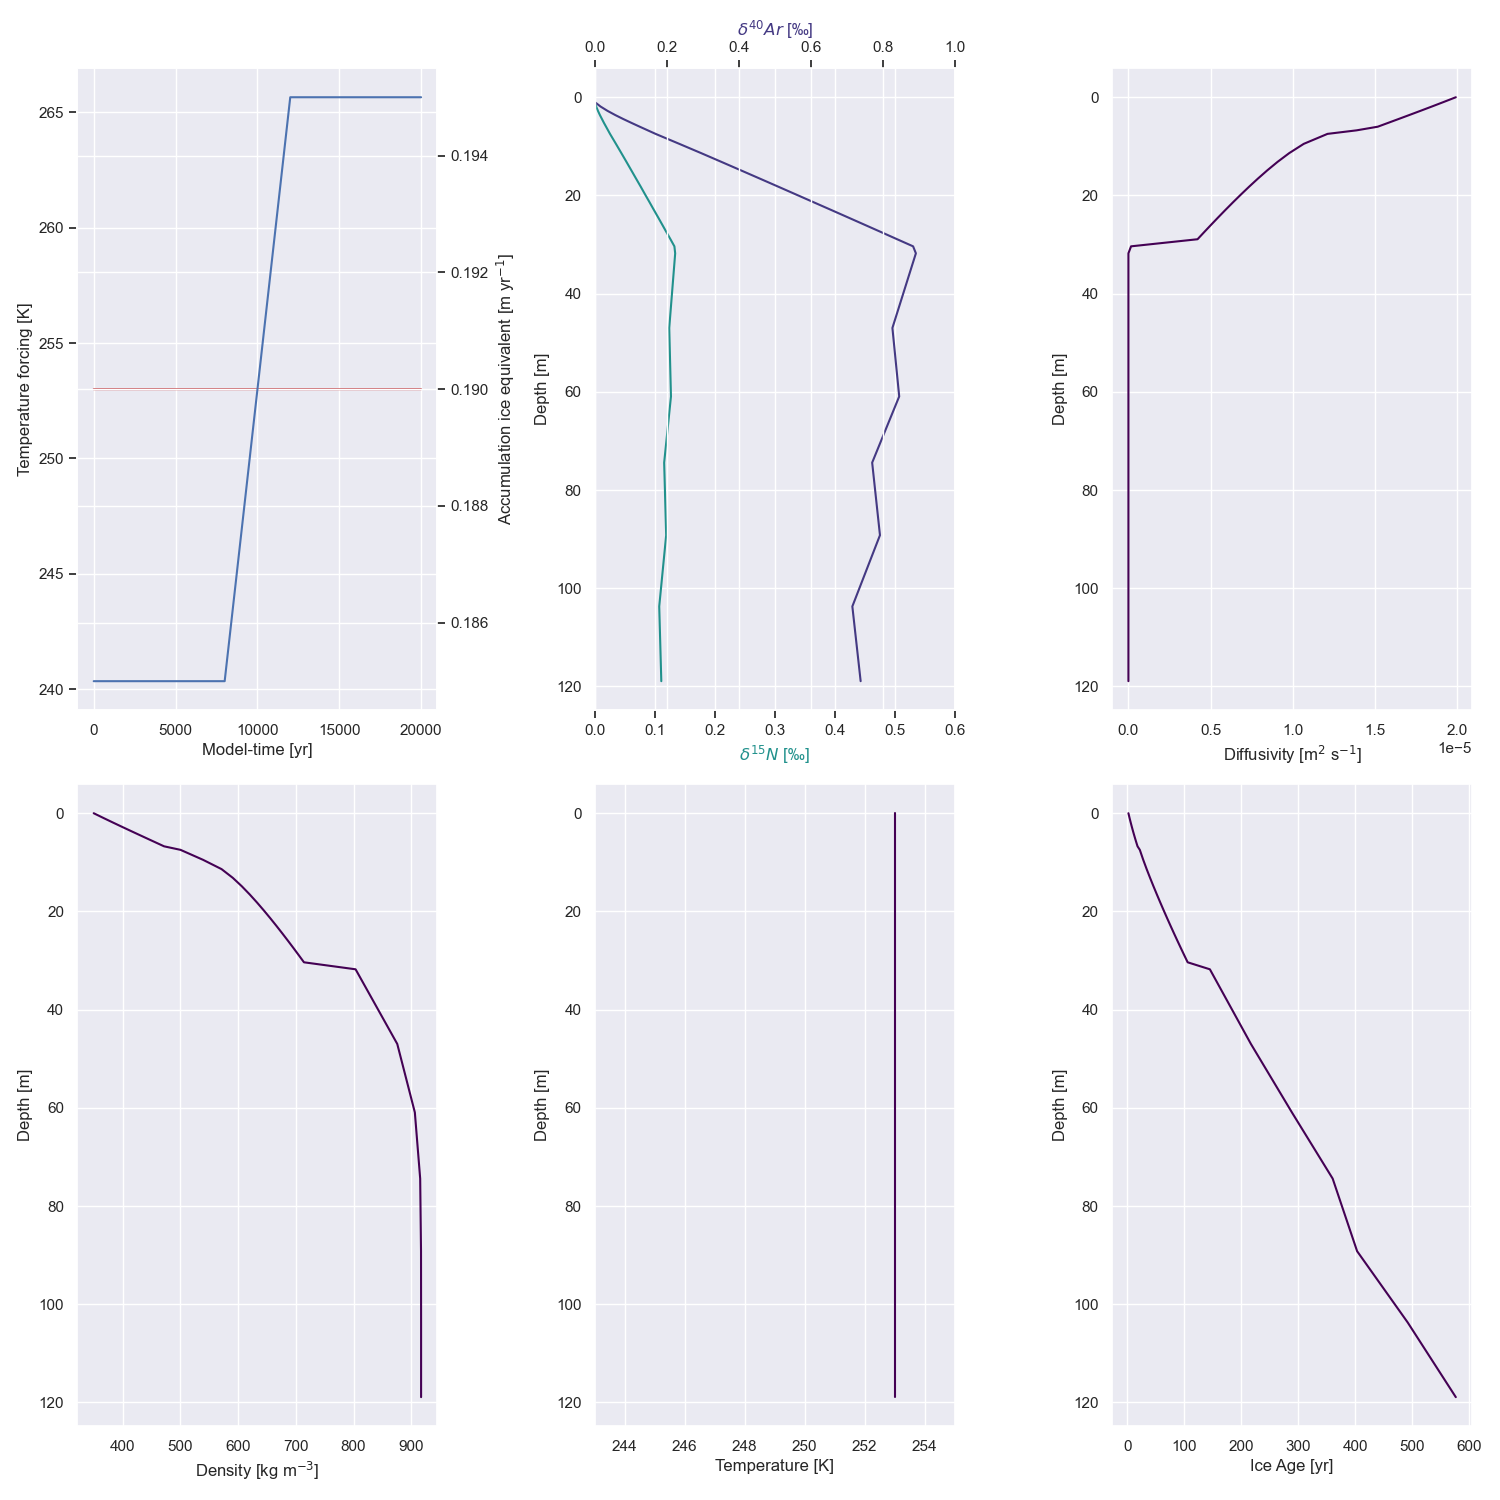 δ⁴⁰Ar [‰]
0.0 0.2 0.4 0.6 0.8 1.0
Temperature forcing [K]
265
260
255
250
245
240
0 5000 10000 15000 20000
Model-time [yr]
0.194
0.192
0.190
0.188
0.186
Accumulation ice equivalent [m yr⁻¹]
Depth [m]
0
20
40
60
80
100
120
0.0 0.1 0.2 0.3 0.4 0.5 0.6
δ¹⁵N [‰]
Depth [m]
0
20
40
60
80
100
120
0.0 0.5 1.0 1.5 2.0
1e−5
Diffusivity [m² s⁻¹]
Depth [m]
0
20
40
60
80
100
120
400 500 600 700 800 900
Density [kg m⁻³]
Depth [m]
0
20
40
60
80
100
120
244 246 248 250 252 254
Temperature [K]
Depth [m]
0
20
40
60
80
100
120
0 100 200 300 400 500 600
Ice Age [yr]